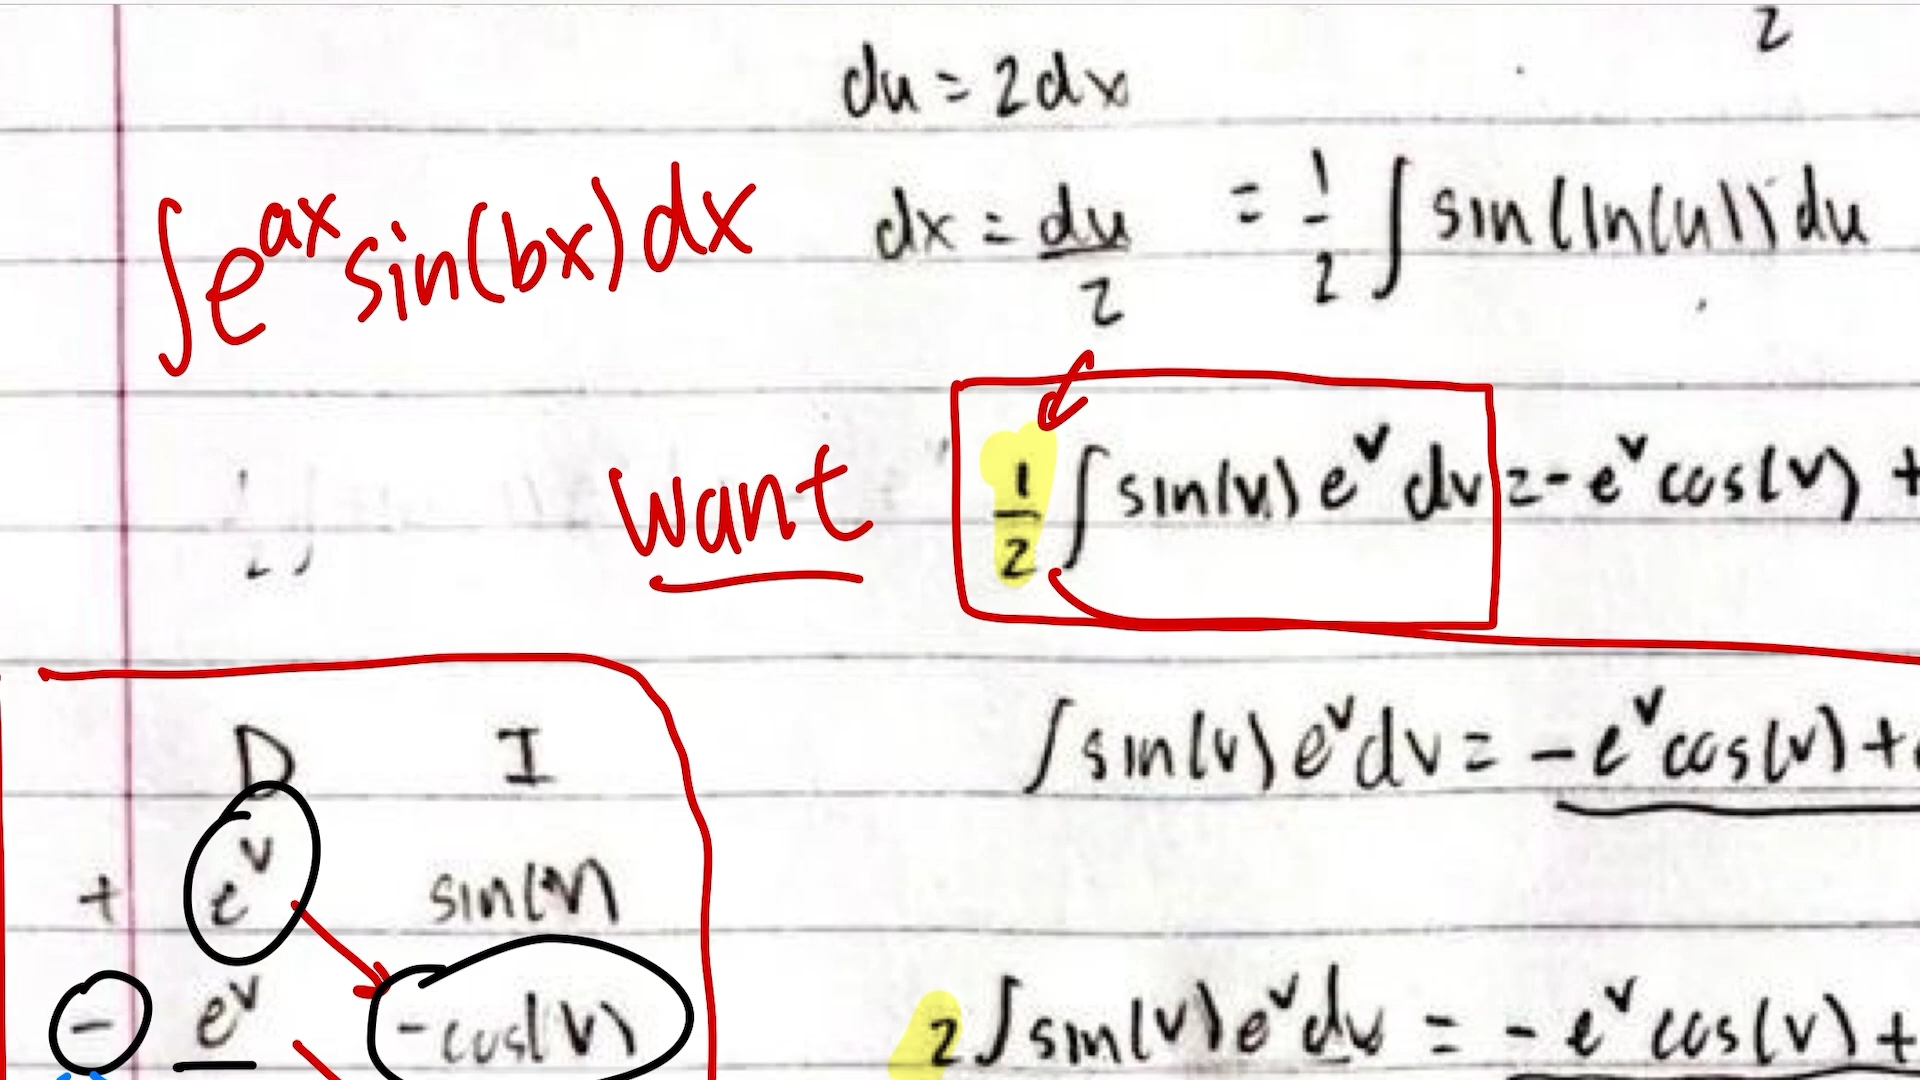 2
du = 2dx
∫e^{ax} sin(bx) dx
dx = du/2 = 1/2 ∫ sin(ln(u)) du
want 1/2 ∫ sin(v) e^v dv = -e^v cos(v) +
∫ sin(v) e^v dv = -e^v cos(v) +
D I
+ e^v sin(v)
- e^v -cos(v)
2∫ sin(v) e^v dv = -e^v cos(v) +